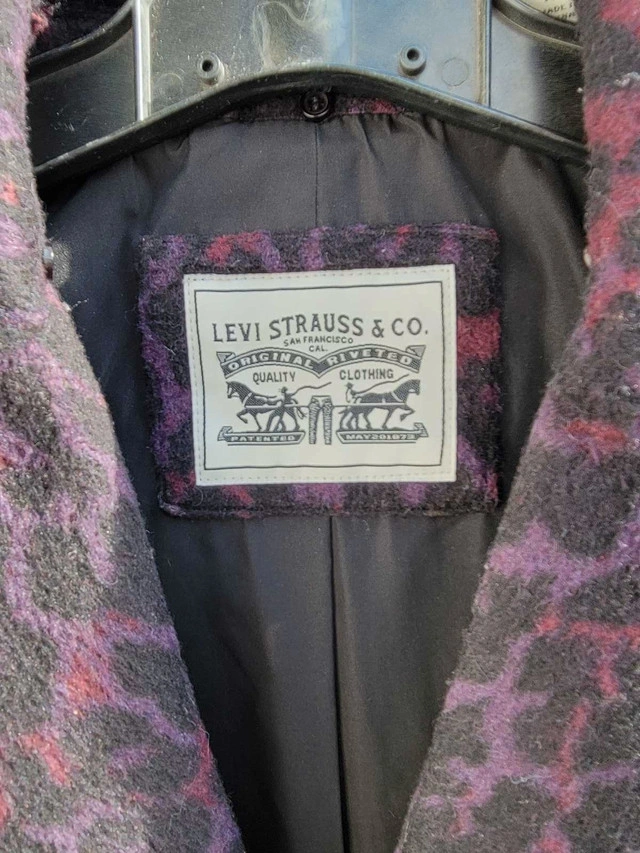 LEVI STRAUSS & CO.
SAN FRANCISCO
CAL.
ORIGINAL RIVETED
QUALITY CLOTHING
PATENTED MAY 20 1873